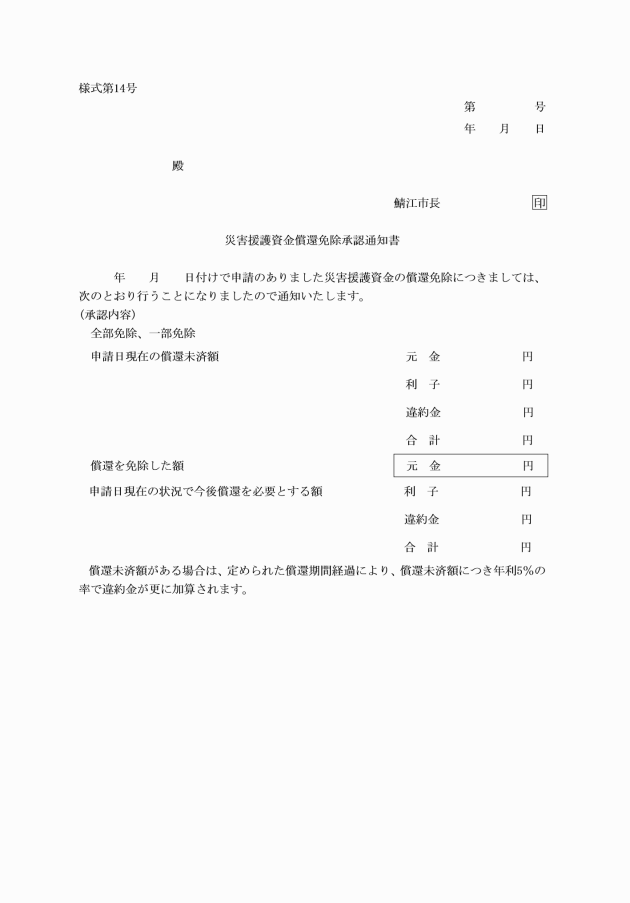 様式第14号
第　　　　　号
年　　月　　日
殿
鯖江市長　　　　　　　　印
災害援護資金償還免除承認通知書
年　　月　　日付けで申請のありました災害援護資金の償還免除につきましては、
次のとおり行うことになりましたので通知いたします。
(承認内容)
全部免除、一部免除
申請日現在の償還未済額　　元　金　　円
利　子　　円
違約金　　円
合　計　　円
償還を免除した額　　元　金　　円
申請日現在の状況で今後償還を必要とする額　　利　子　　円
違約金　　円
合　計　　円
償還未済額がある場合は、定められた償還期間経過により、償還未済額につき年利5％の
率で違約金が更に加算されます。